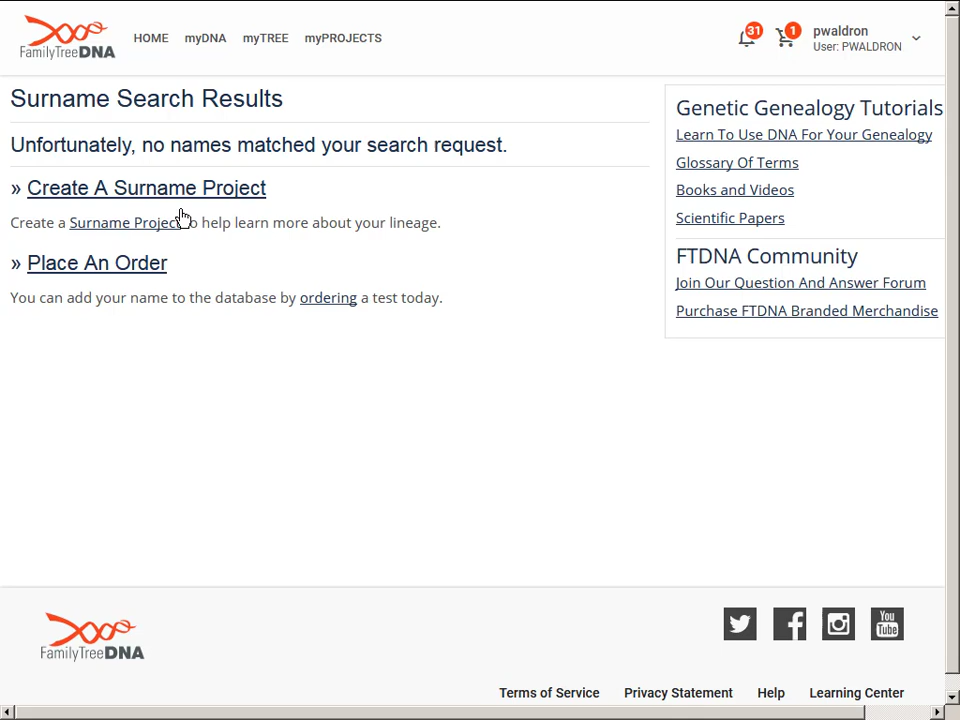 FamilyTreeDNA
HOME myDNA myTREE myPROJECTS
31
1
pwaldron
User: PWALDRON
Surname Search Results
Unfortunately, no names matched your search request.
» Create A Surname Project
Create a Surname Project to help learn more about your lineage.
» Place An Order
You can add your name to the database by ordering a test today.
Genetic Genealogy Tutorials
Learn To Use DNA For Your Genealogy
Glossary Of Terms
Books and Videos
Scientific Papers
FTDNA Community
Join Our Question And Answer Forum
Purchase FTDNA Branded Merchandise
FamilyTreeDNA
You Tube
Terms of Service Privacy Statement Help Learning Center